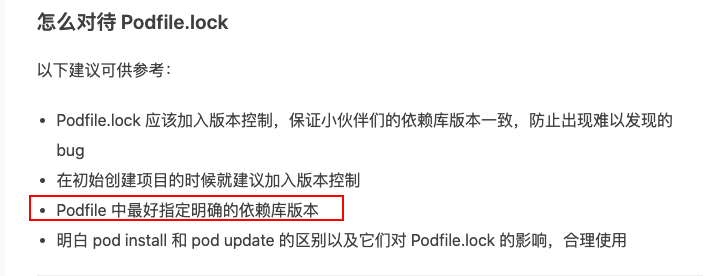 怎么对待 Podfile.lock
以下建议可供参考：
• Podfile.lock 应该加入版本控制，保证小伙伴们的依赖库版本一致，防止出现难以发现的
bug
• 在初始创建项目的时候就建议加入版本控制
• Podfile 中最好指定明确的依赖库版本
• 明白 pod install 和 pod update 的区别以及它们对 Podfile.lock 的影响，合理使用